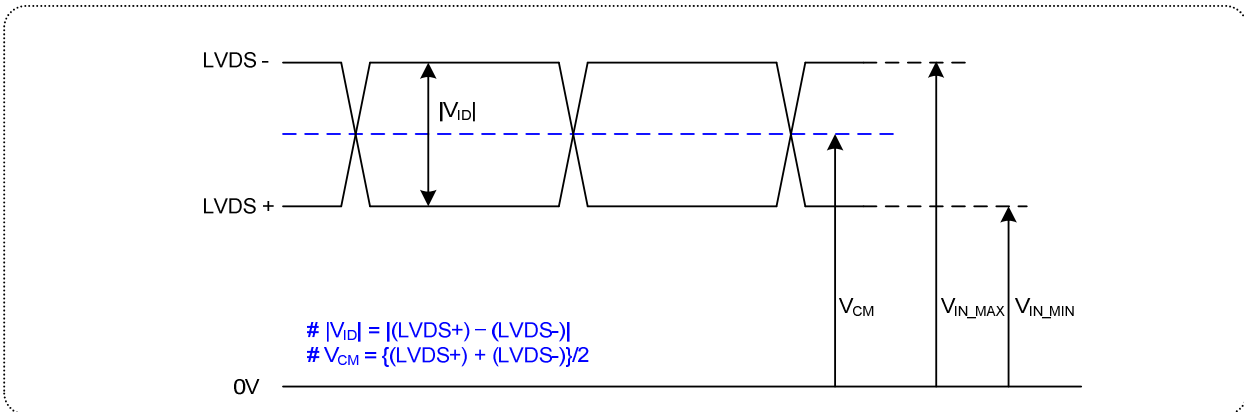 LVDS -
|VID|
LVDS +
VCM
VIN_MAX
VIN_MIN
# |VID| = |(LVDS+) – (LVDS-)|
# VCM = {(LVDS+) + (LVDS-)}/2
0V